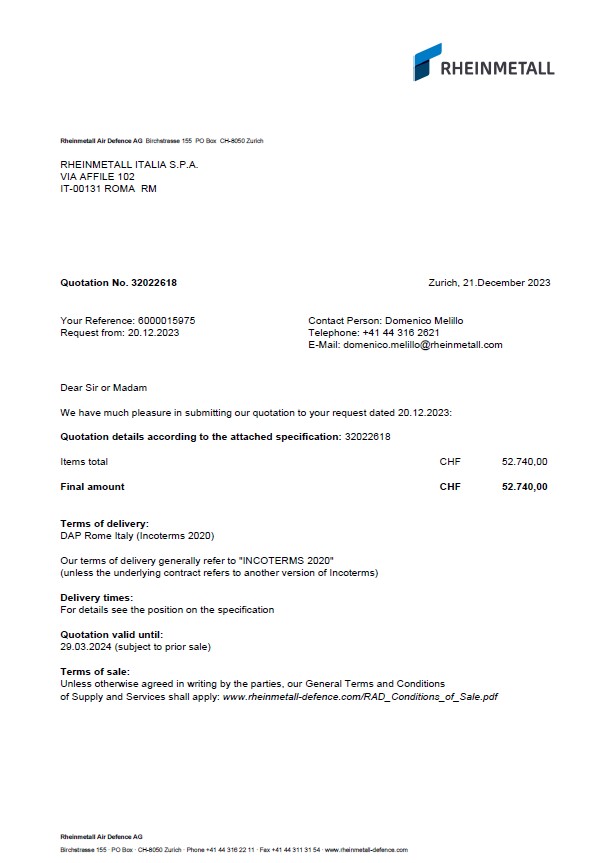 RHEINMETALL
Rheinmetall Air Defence AG Birchstrasse 155 PO Box CH-8050 Zurich
RHEINMETALL ITALIA S.P.A.
VIA AFFILE 102
IT-00131 ROMA RM
Quotation No. 32022618 Zurich, 21.December 2023
Your Reference: 6000015975 Contact Person: Domenico Melillo
Request from: 20.12.2023 Telephone: +41 44 316 2621
E-Mail: domenico.melillo@rheinmetall.com
Dear Sir or Madam
We have much pleasure in submitting our quotation to your request dated 20.12.2023:
Quotation details according to the attached specification: 32022618
Items total CHF 52.740,00
Final amount CHF 52.740,00
Terms of delivery:
DAP Rome Italy (Incoterms 2020)
Our terms of delivery generally refer to "INCOTERMS 2020"
(unless the underlying contract refers to another version of Incoterms)
Delivery times:
For details see the position on the specification
Quotation valid until:
29.03.2024 (subject to prior sale)
Terms of sale:
Unless otherwise agreed in writing by the parties, our General Terms and Conditions
of Supply and Services shall apply: www.rheinmetall-defence.com/RAD_Conditions_of_Sale.pdf
Rheinmetall Air Defence AG
Birchstrasse 155 · PO Box · CH-8050 Zurich · Phone +41 44 316 22 11 · Fax +41 44 311 31 54 · www.rheinmetall-defence.com